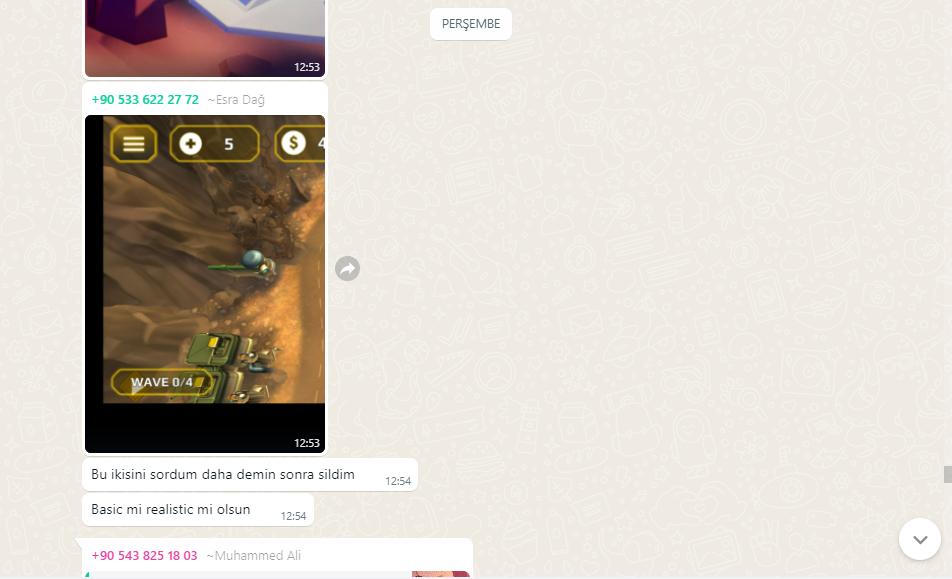 PERŞEMBE
12:53
+90 533 622 27 72 ~Esra Dağ
5
$ 4
WAVE 0/4
12:53
Bu ikisini sordum daha demin sonra sildim
12:54
Basic mi realistic mi olsun
12:54
+90 543 825 18 03 ~Muhammed Ali